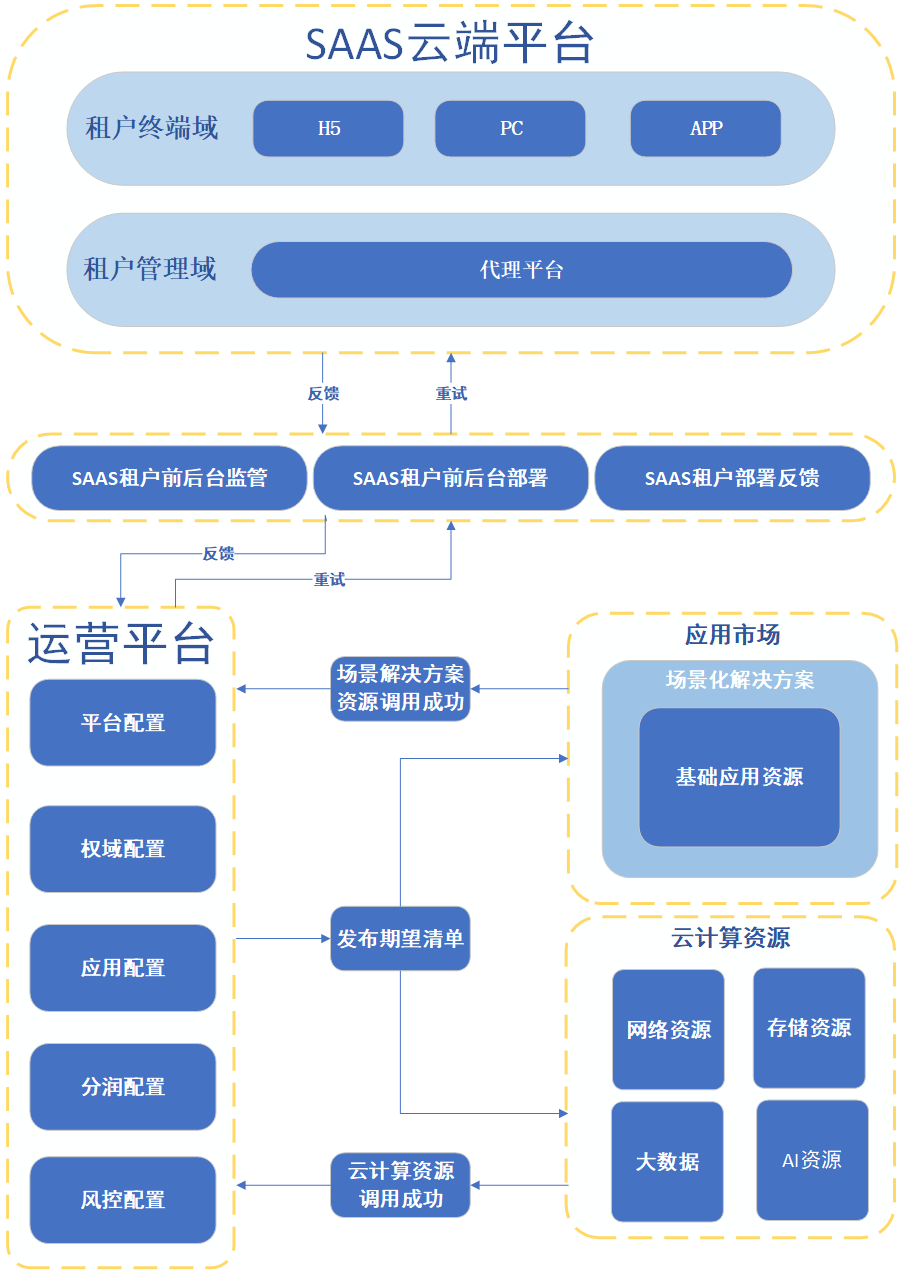 SAAS云端平台
租户终端域
H5
PC
APP
租户管理域
代理平台
反馈
重试
SAAS租户前后台监管
SAAS租户前后台部署
SAAS租户部署反馈
反馈
重试
运营平台
平台配置
权域配置
应用配置
分润配置
风控配置
场景解决方案
资源调用成功
发布期望清单
云计算资源
调用成功
应用市场
场景化解决方案
基础应用资源
云计算资源
网络资源
存储资源
大数据
AI资源